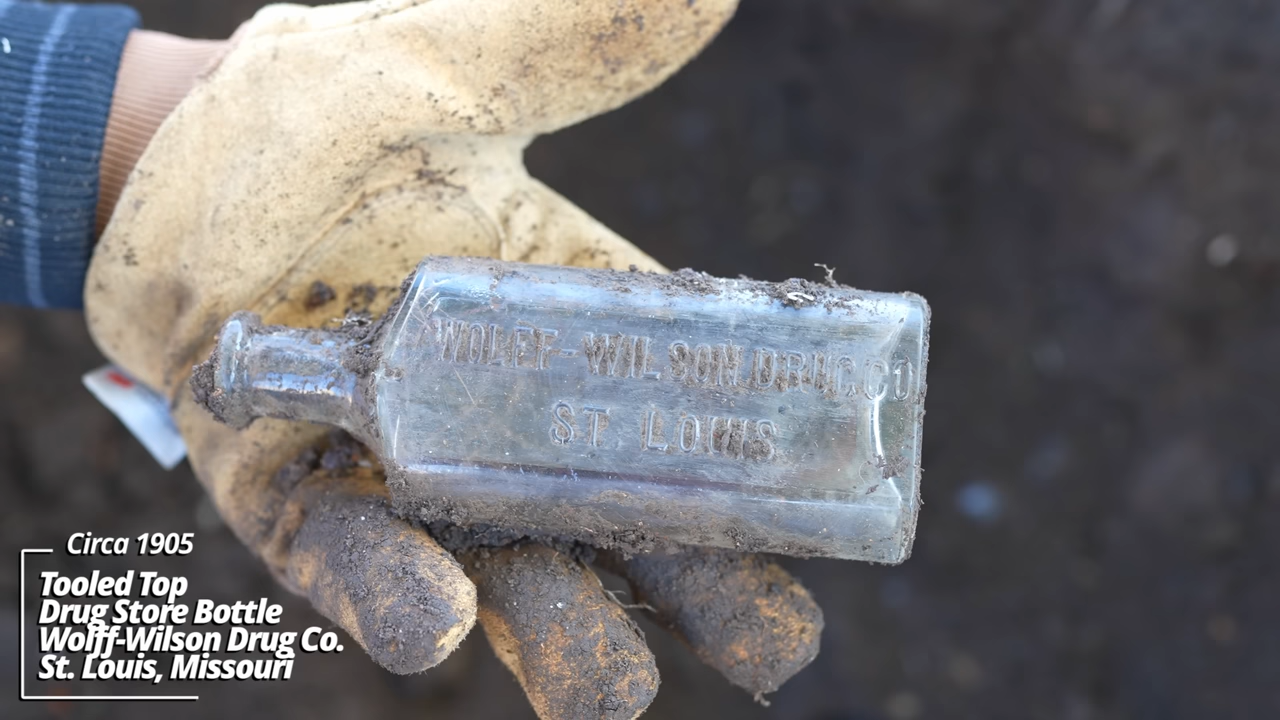 WOLFF-WILSON DRUG CO
ST. LOUIS
Circa 1905
Tooled Top
Drug Store Bottle
Wolff-Wilson Drug Co.
St. Louis, Missouri